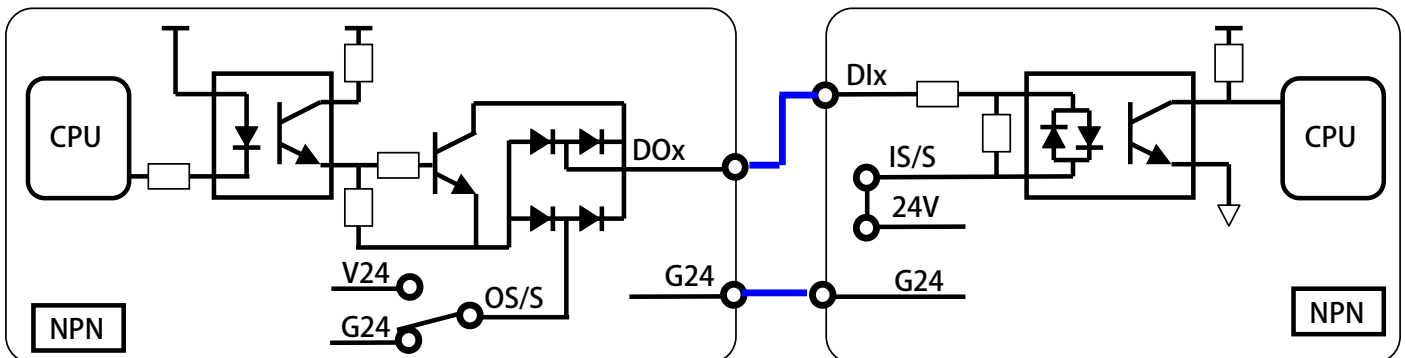 CPU
DOx
V24
OS/S
G24
G24
NPN
DIx
IS/S
24V
G24
CPU
NPN